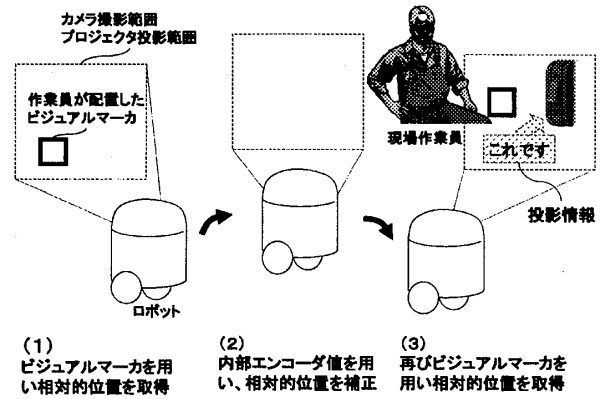 カメラ撮影範囲
プロジェクタ投影範囲
作業員が配置した
ビジュアルマーカ
ロボット
現場作業員
これです
投影情報
(1)
ビジュアルマーカを用
い相対的位置を取得
(2)
内部エンコーダ値を用
い、相対的位置を補正
(3)
再びビジュアルマーカを
用い相対的位置を取得